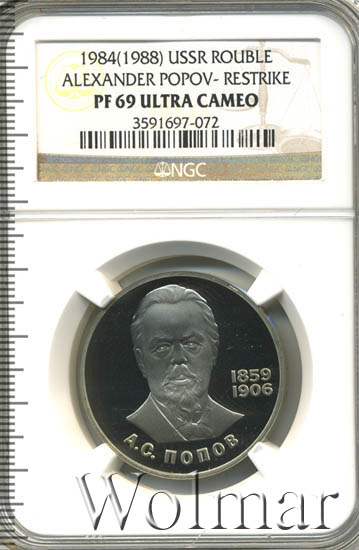 1984(1988) USSR ROUBLE
ALEXANDER POPOV- RESTRIKE
PF 69 ULTRA CAMEO
3591697-072
NGC
1859
1906
А.С. ПОПОВ
Wolmar